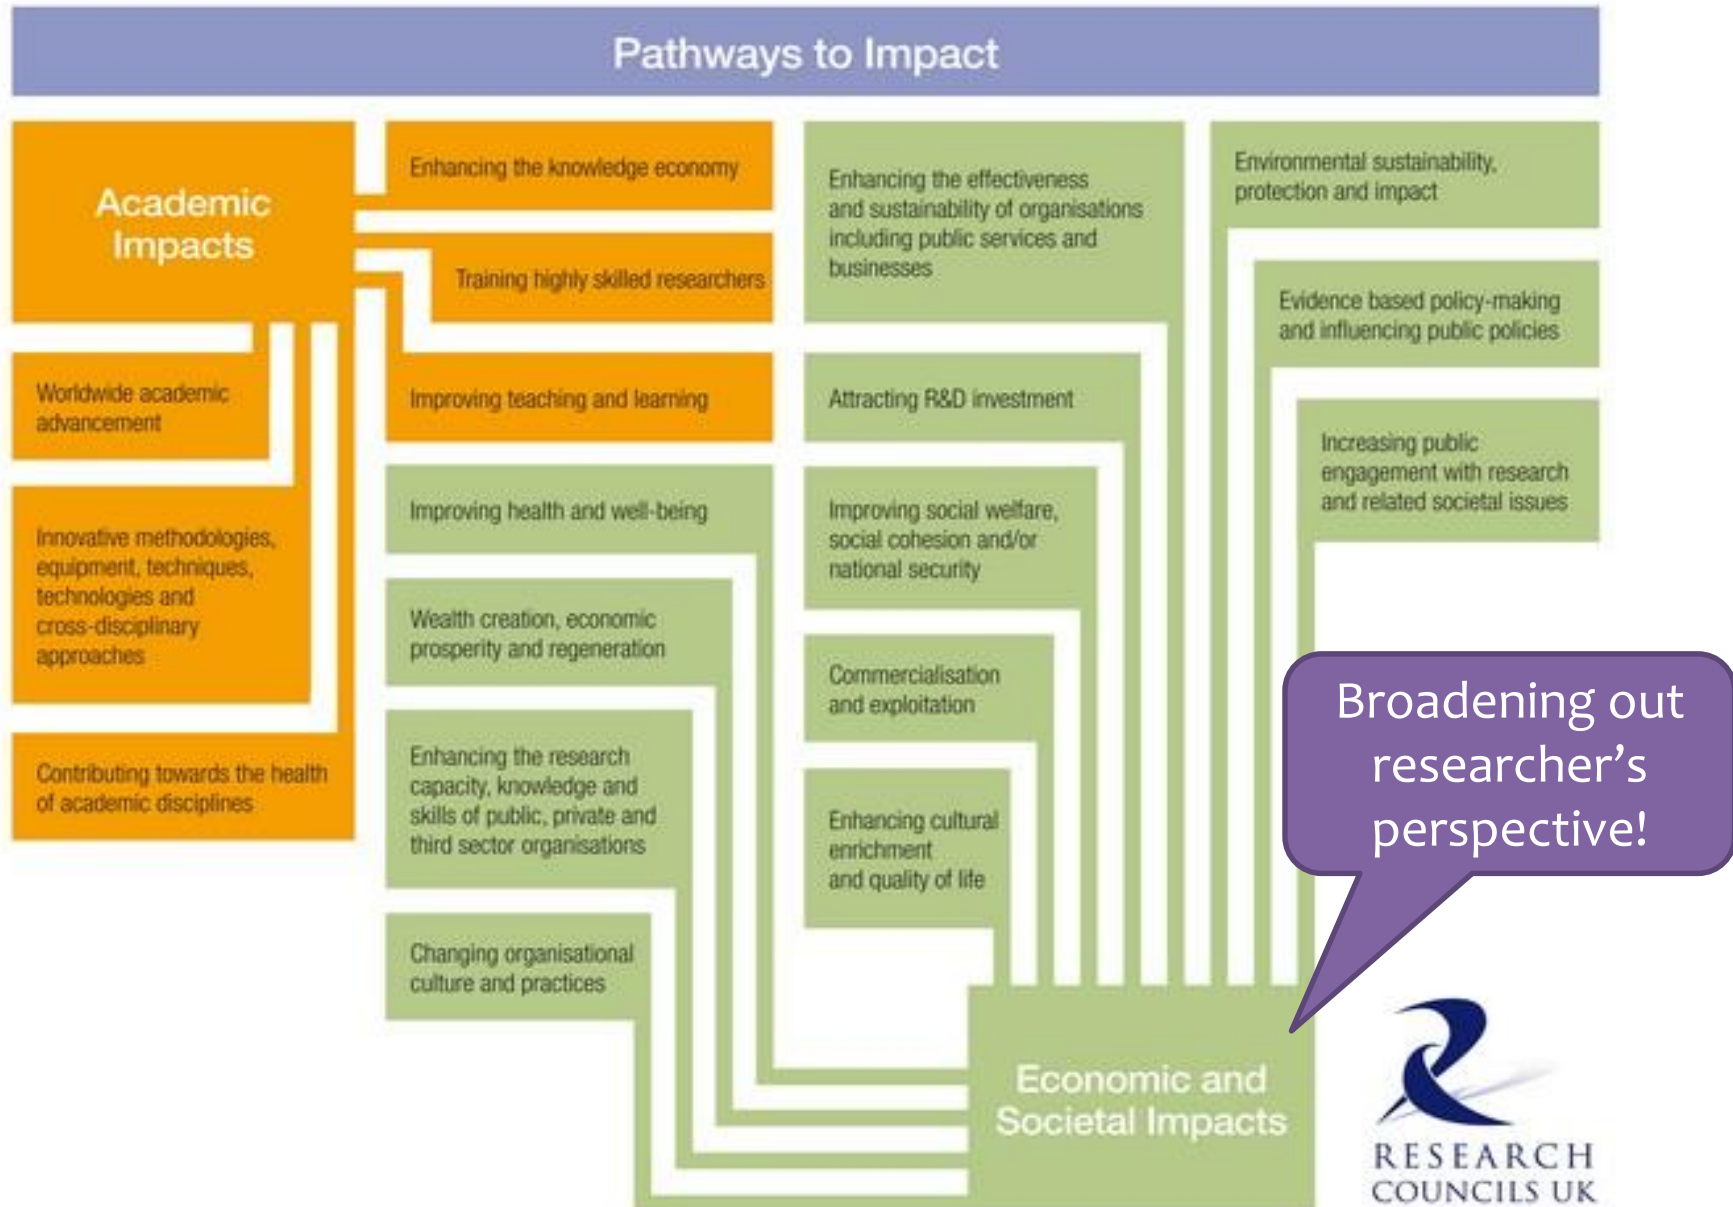 Pathways to Impact
Academic
Impacts
Enhancing the knowledge economy
Training highly skilled researchers
Improving teaching and learning
Worldwide academic
advancement
Innovative methodologies,
equipment, techniques,
technologies and
cross-disciplinary
approaches
Contributing towards the health
of academic disciplines
Improving health and well-being
Wealth creation, economic
prosperity and regeneration
Enhancing the research
capacity, knowledge and
skills of public, private and
third sector organisations
Changing organisational
culture and practices
Enhancing the effectiveness
and sustainability of organisations
including public services and
businesses
Attracting R&D investment
Improving social welfare,
social cohesion and/or
national security
Commercialisation
and exploitation
Enhancing cultural
enrichment
and quality of life
Environmental sustainability,
protection and impact
Evidence based policy-making
and influencing public policies
Increasing public
engagement with research
and related societal issues
Broadening out
researcher’s
perspective!
Economic and
Societal Impacts
RESEARCH
COUNCILS UK